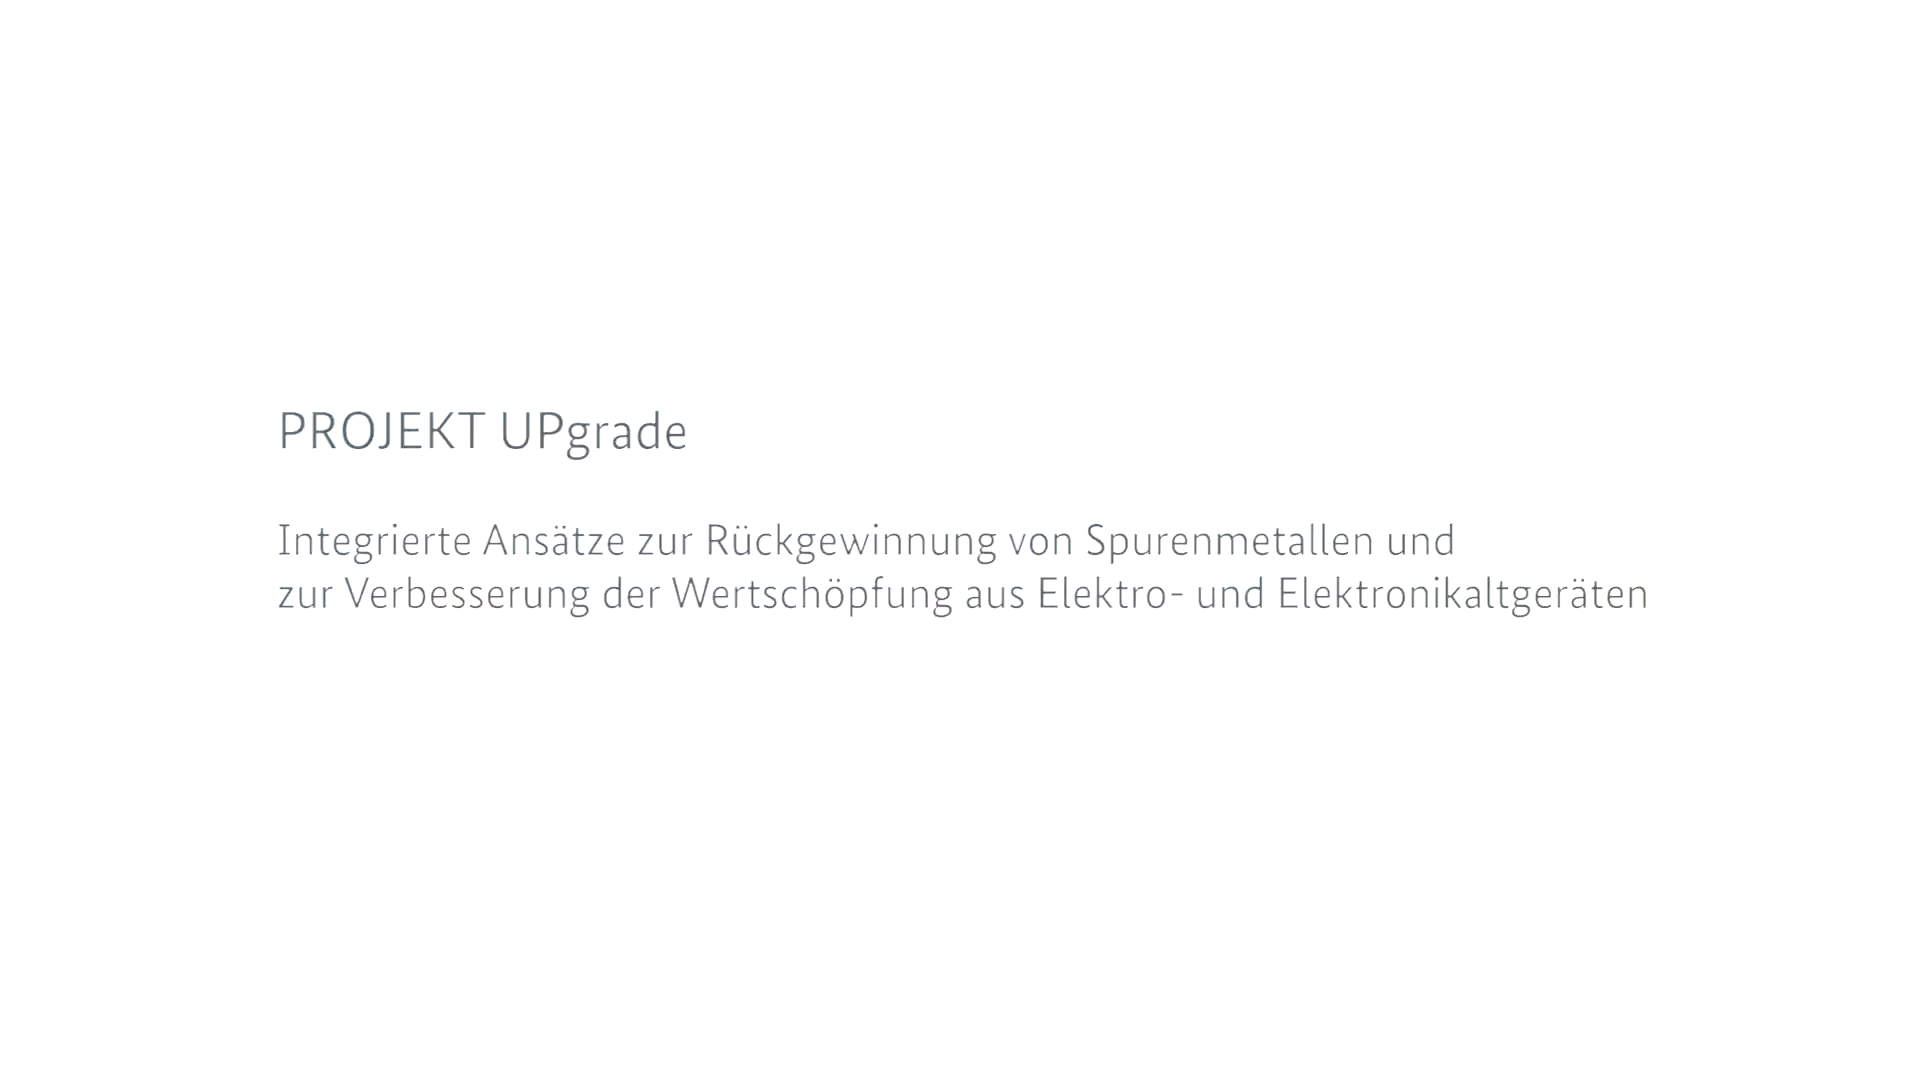 PROJEKT UPgrade
Integrierte Ansätze zur Rückgewinnung von Spurenmetallen und
zur Verbesserung der Wertschöpfung aus Elektro- und Elektronikaltgeräten